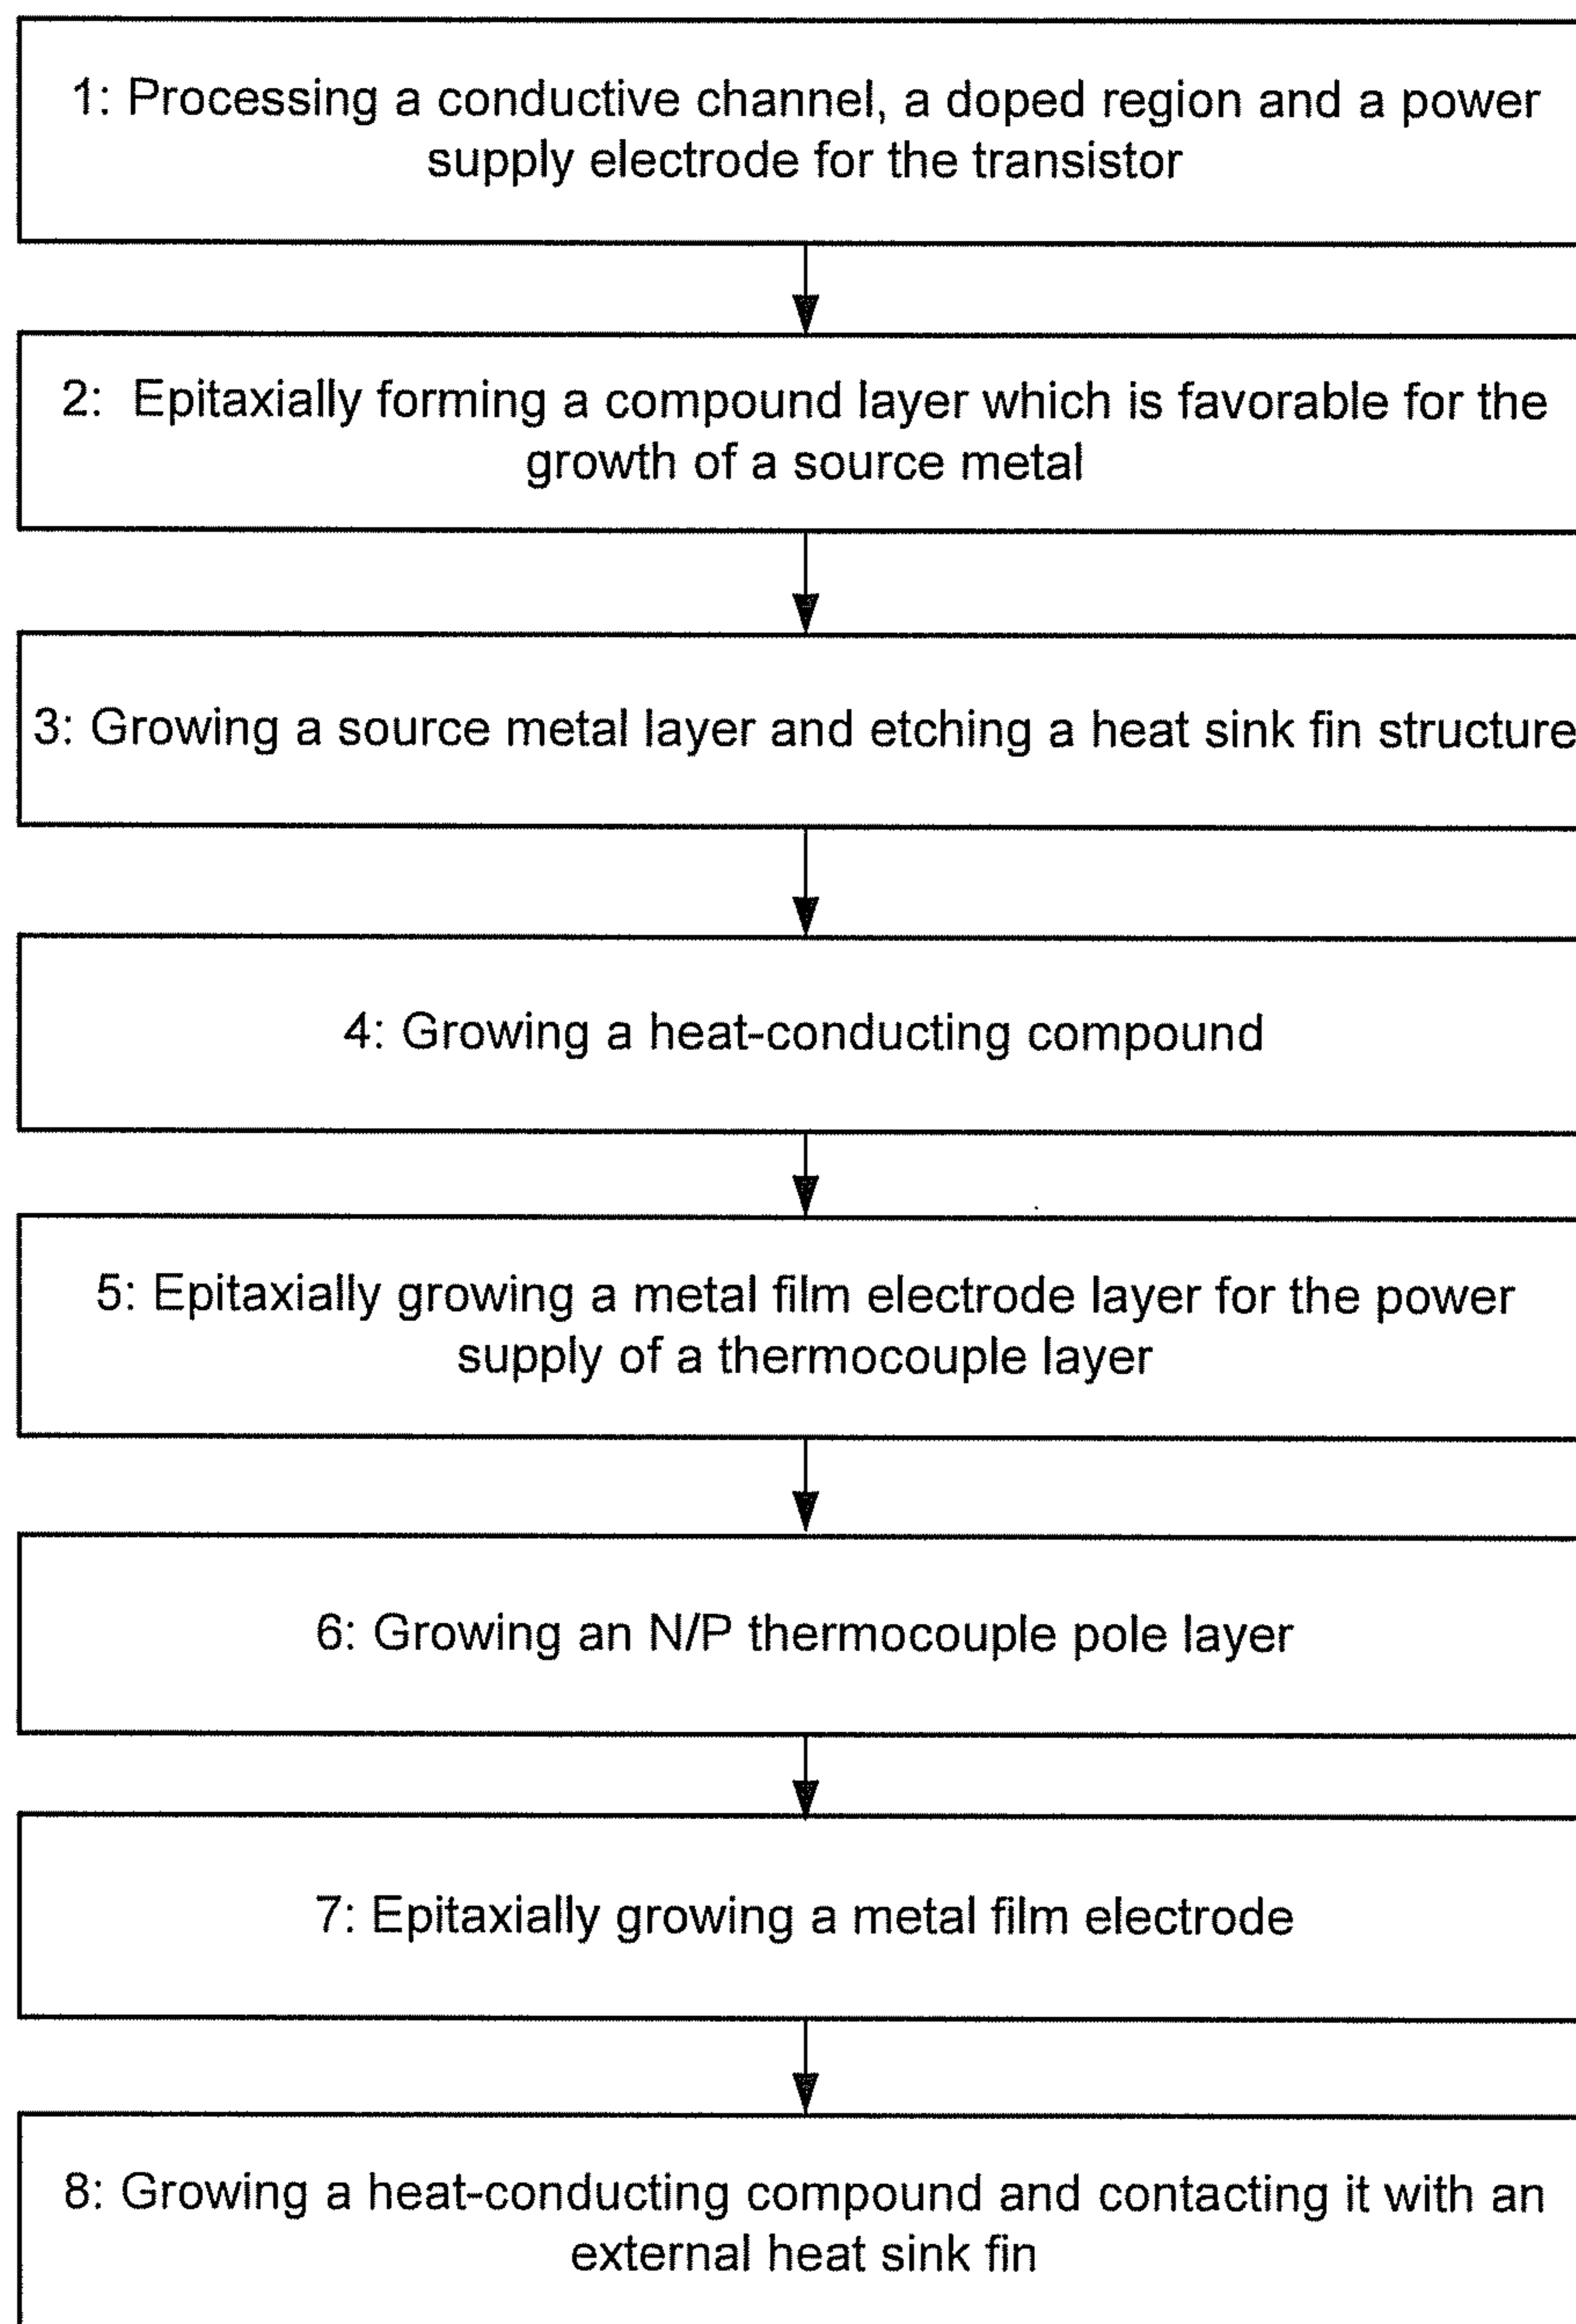 1: Processing a conductive channel, a doped region and a power
supply electrode for the transistor
2: Epitaxially forming a compound layer which is favorable for the
growth of a source metal
3: Growing a source metal layer and etching a heat sink fin structure
4: Growing a heat-conducting compound
5: Epitaxially growing a metal film electrode layer for the power
supply of a thermocouple layer
6: Growing an N/P thermocouple pole layer
7: Epitaxially growing a metal film electrode
8: Growing a heat-conducting compound and contacting it with an
external heat sink fin